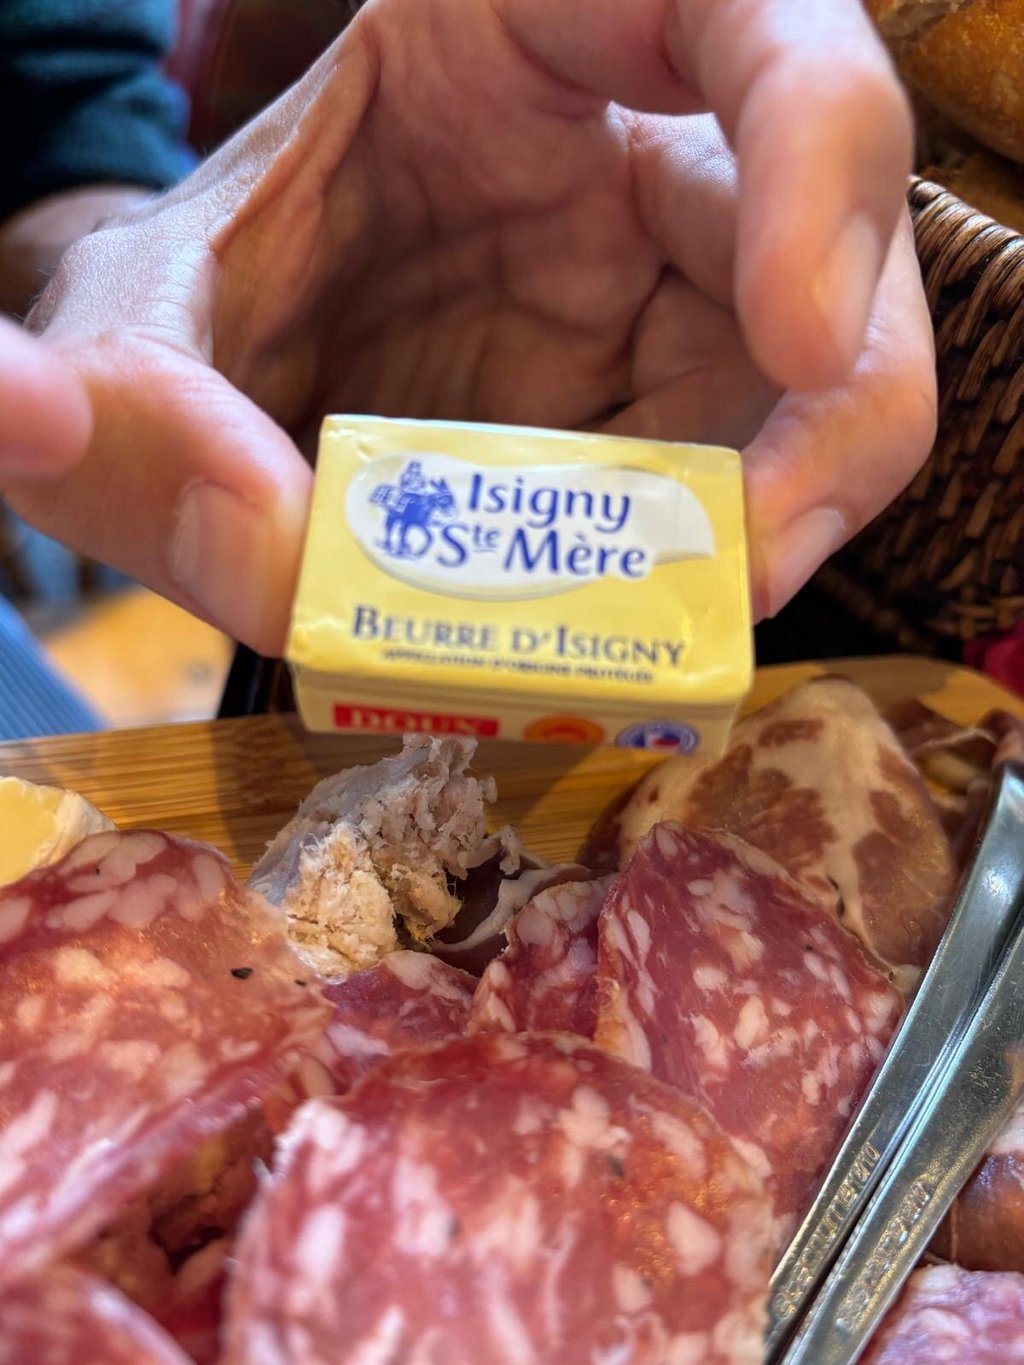 Isigny
Ste Mère
BEURRE D'ISIGNY
APPELLATION D'ORIGINE PROTÉGÉE
DOUX